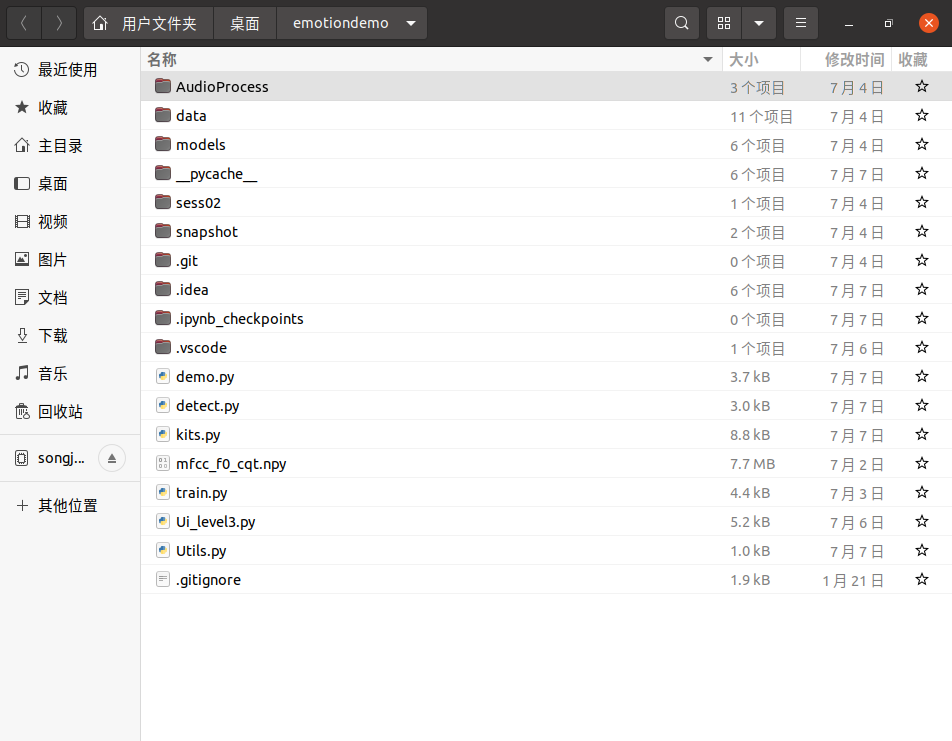 用户文件夹 桌面 emotiondemo
最近使用
收藏
主目录
桌面
视频
图片
文档
下载
音乐
回收站
songj...
其他位置
名称 大小 修改时间 收藏
AudioProcess 3 个项目 7月4日
data 11 个项目 7月4日
models 6 个项目 7月4日
__pycache__ 6 个项目 7月7日
sess02 1 个项目 7月4日
snapshot 2 个项目 7月4日
.git 0 个项目 7月4日
.idea 6 个项目 7月7日
.ipynb_checkpoints 0 个项目 7月7日
.vscode 1 个项目 7月6日
demo.py 3.7 kB 7月7日
detect.py 3.0 kB 7月7日
kits.py 8.8 kB 7月7日
mfcc_f0_cqt.npy 7.7 MB 7月2日
train.py 4.4 kB 7月3日
Ui_level3.py 5.2 kB 7月6日
Utils.py 1.0 kB 7月7日
.gitignore 1.9 kB 1月21日